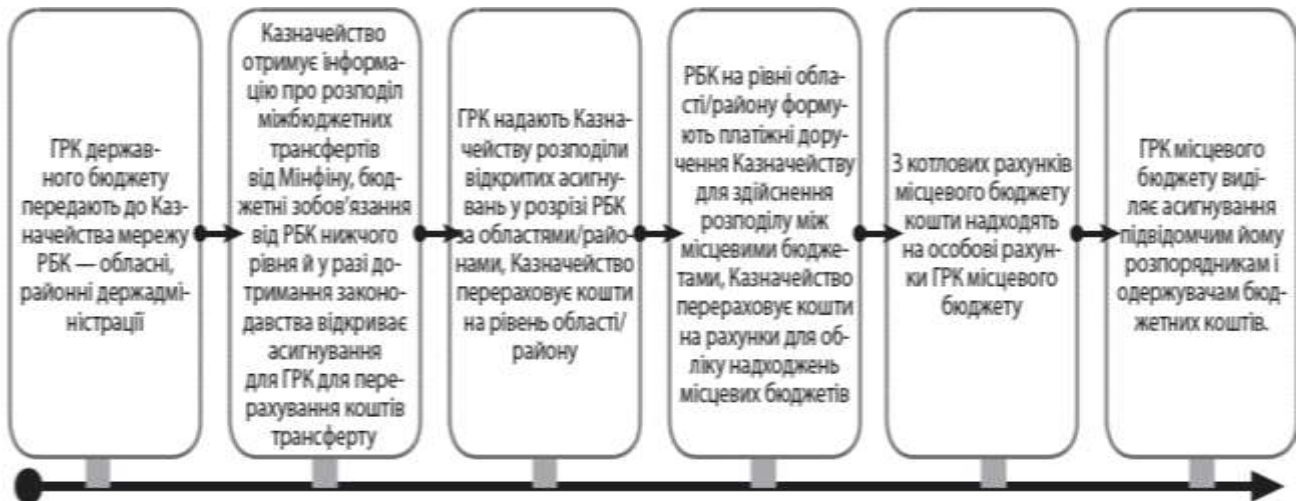 ГРК держав-
ного бюджету
передають до Каз-
начейства мережу
РБК — обласні,
районні держадмі-
ністрації
Казначейство
отримує інформа-
цію про розподіл
міжбюджетних
трансфертів
від Мінфіну, бюд-
жетні зобов’язання
від РБК нижчого
рівня й у разі до-
тримання законо-
давства відкриває
асигнування
для ГРК для пере-
рахування коштів
трансферту
ГРК надають Казна-
чейству розподіли
відкритих асигну-
вань у розрізі РБК
за областями/райо-
нами, Казначейство
перераховує кошти
на рівень області/
району
РБК на рівні обла-
сті/району форму-
ють платіжні дору-
чення Казначейству
для здійснення
розподілу між
місцевими бюдже-
тами, Казначейство
перераховує кошти
на рахунки для об-
ліку надходжень
місцевих бюджетів
З котлових рахунків
місцевого бюджету
кошти надходять
на особові рахун-
ки ГРК місцевого
бюджету
ГРК місцевого
бюджету виді-
ляє асигнування
підвідомчим йому
розпорядникам і
одержувачам бюд-
жетних коштів.